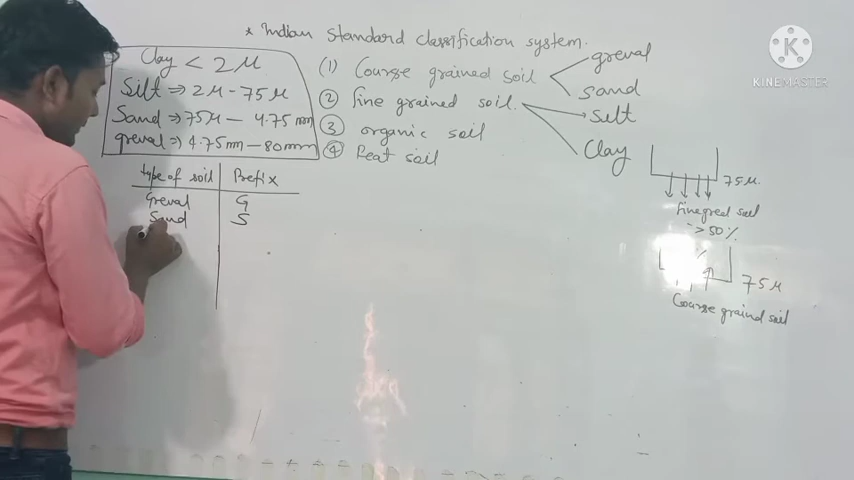 * Indian Standard classification system.
Clay < 2μ
Silt ⇒ 2μ - 75μ
Sand ⇒ 75μ - 4.75 mm
greval ⇒ 4.75mm - 80mm
(1) Course grained soil
greval
sand
② fine grained soil.
silt
Clay
③ organic soil
④ Peat soil
type of soil Prefix
Greval G
Sand S
75μ.
fine greed soil
> 50 %
75μ
Course graind soil
K
KINEMASTER